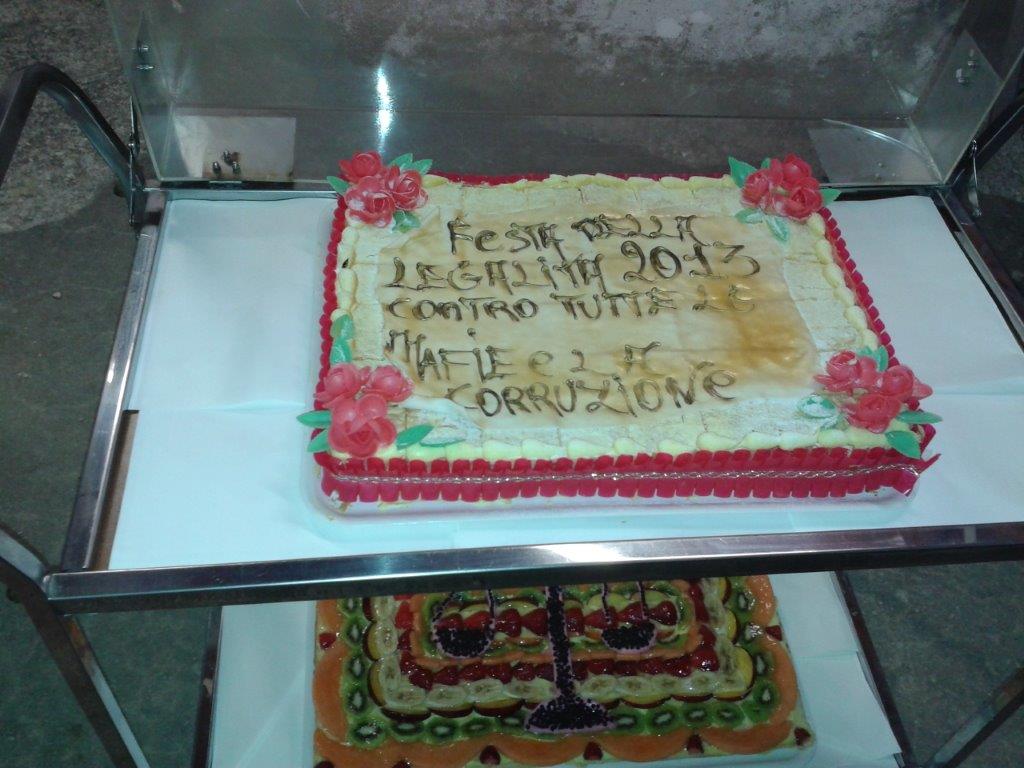 FESTA DELLA
LEGALITA 2013
CONTRO TUTTE LE
MAFIE E LA
CORRUZIONE